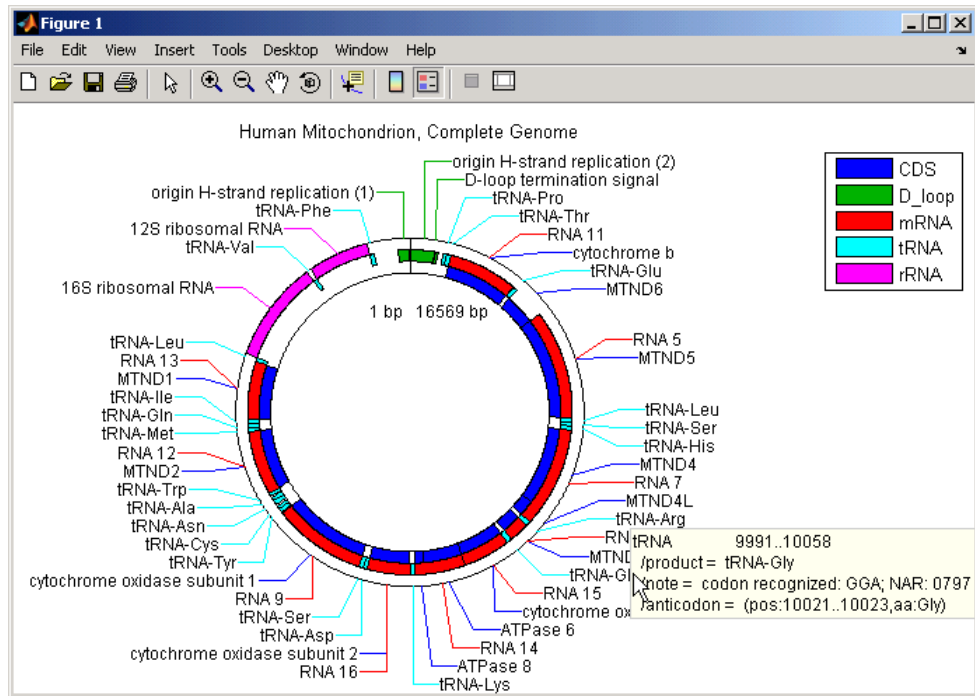 Figure 1
File Edit View Insert Tools Desktop Window Help
Human Mitochondrion, Complete Genome
CDS
D_loop
mRNA
tRNA
rRNA
origin H-strand replication (1)
tRNA-Phe
12S ribosomal RNA
tRNA-Val
16S ribosomal RNA
tRNA-Leu
RNA 13
MTND1
tRNA-Ile
tRNA-Gln
tRNA-Met
RNA 12
MTND2
tRNA-Trp
tRNA-Ala
tRNA-Asn
tRNA-Cys
tRNA-Tyr
cytochrome oxidase subunit 1
RNA 9
tRNA-Ser
tRNA-Asp
cytochrome oxidase subunit 2
RNA 16
1 bp 16569 bp
origin H-strand replication (2)
D-loop termination signal
tRNA-Pro
tRNA-Thr
RNA 11
cytochrome b
tRNA-Glu
MTND6
RNA 5
MTND5
tRNA-Leu
tRNA-Ser
tRNA-His
MTND4
RNA 7
MTND4L
tRNA-Arg
RN
MTND
tRNA-Gl
RNA 15
cytochrome ox
ATPase 6
RNA 14
ATPase 8
tRNA-Lys
tRNA 9991..10058
/product = tRNA-Gly
/note = codon recognized: GGA; NAR: 0797
/anticodon = (pos:10021..10023,aa:Gly)